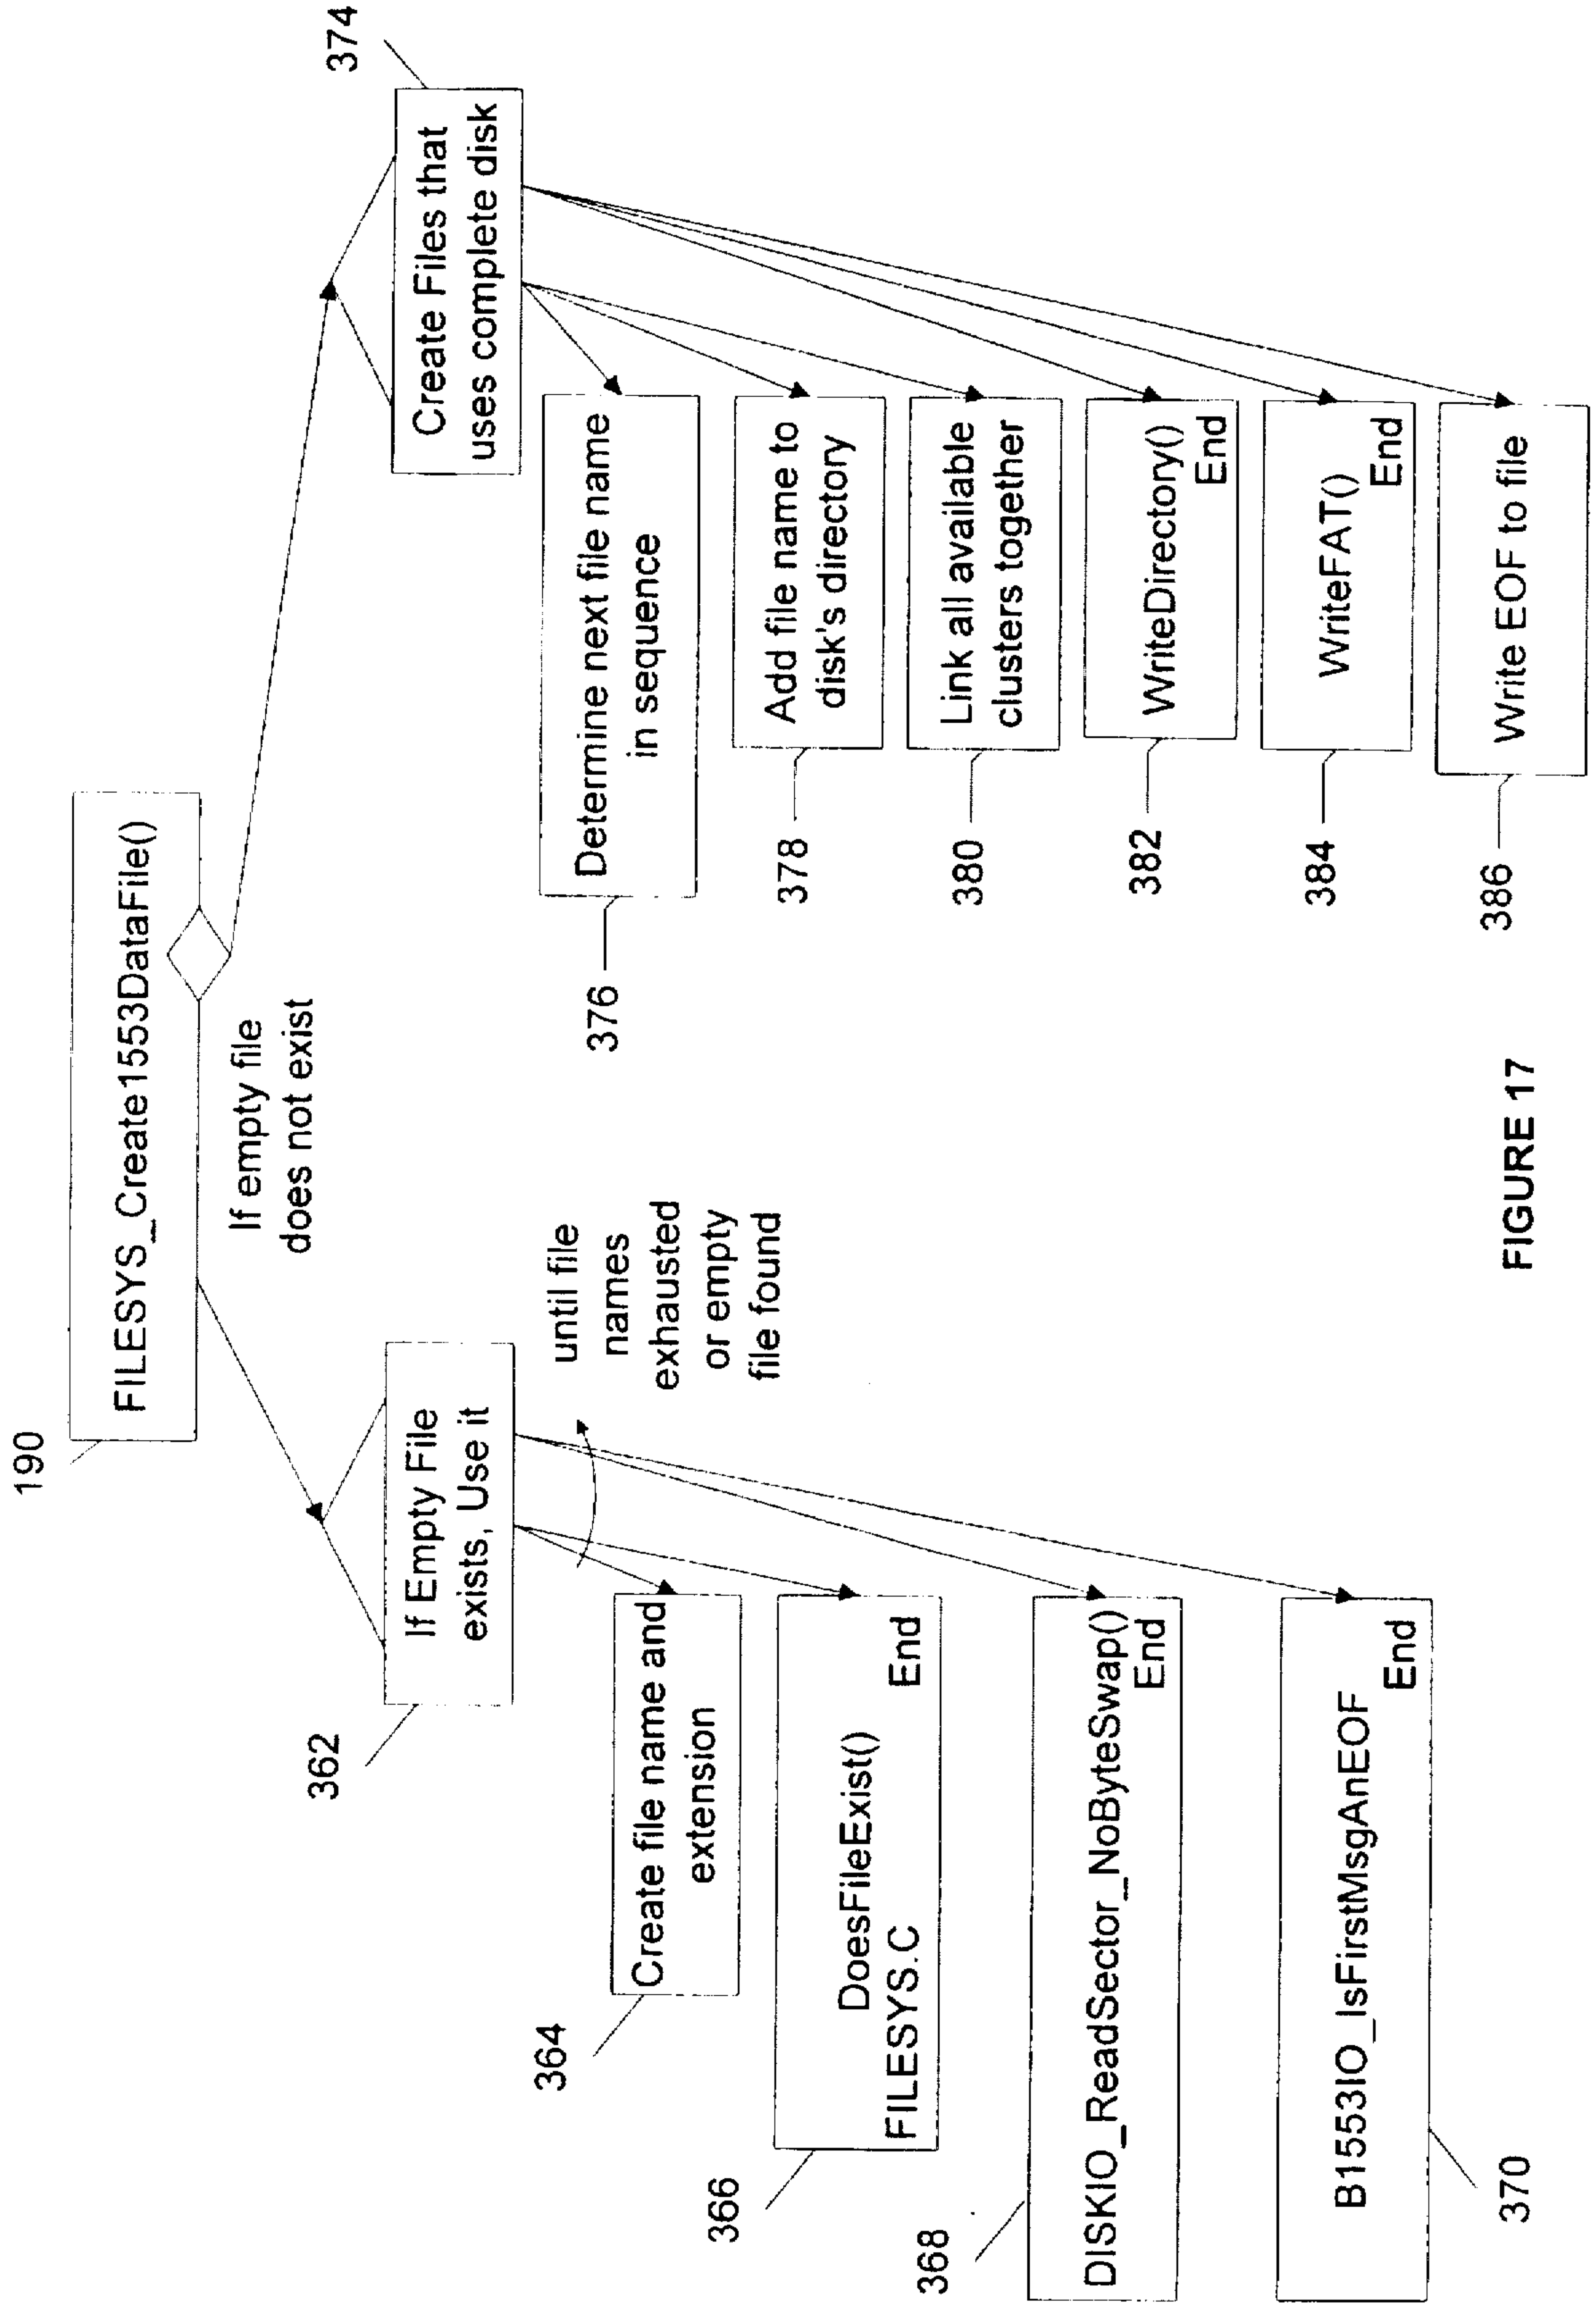 190
FILESYS_Create1553DataFile()
If empty file
does not exist
362
If Empty File
exists, Use it
until file
names
exhausted
or empty
file found
364
Create file name and
extension
366
DoesFileExist()
FILESYS.C
End
368
DISKIO_ReadSector_NoByteSwap()
End
B1553IO_IsFirstMsgAnEOF
End
370
374
Create Files that
uses complete disk
376
Determine next file name
in sequence
378
Add file name to
disk's directory
380
Link all available
clusters together
382
WriteDirectory()
End
384
WriteFAT()
End
386
Write EOF to file
FIGURE 17